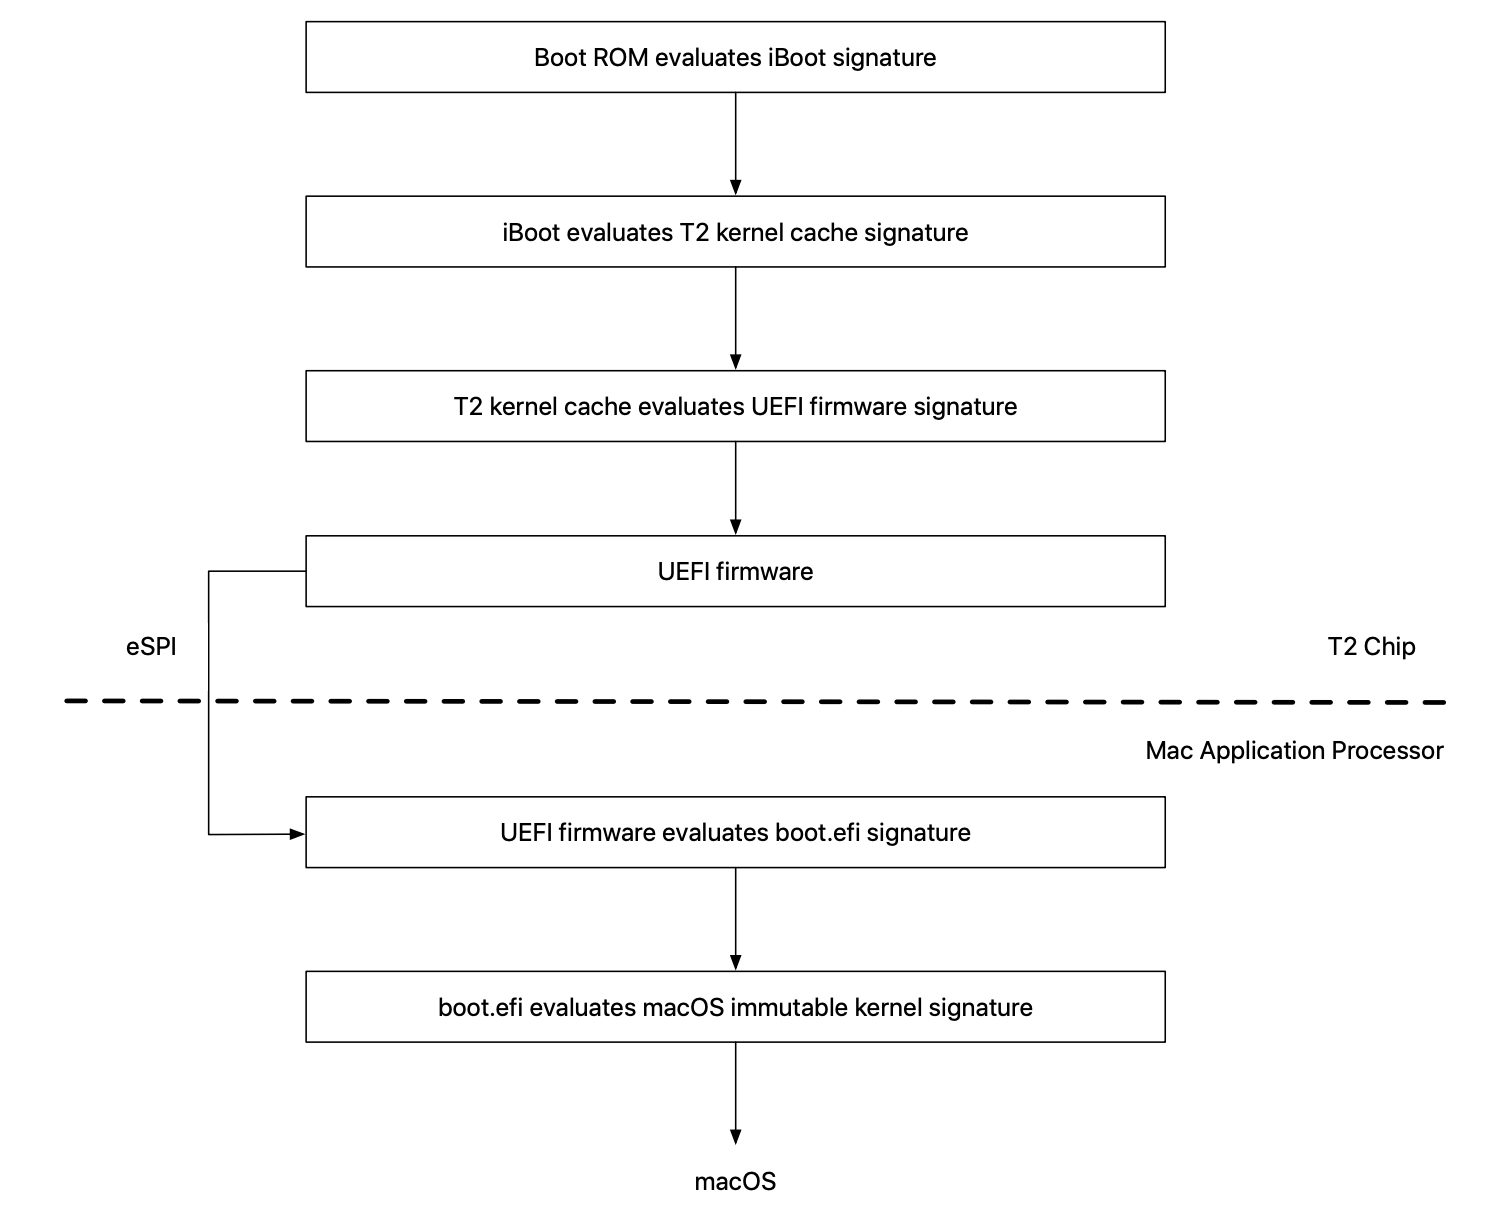 Boot ROM evaluates iBoot signature
iBoot evaluates T2 kernel cache signature
T2 kernel cache evaluates UEFI firmware signature
UEFI firmware
eSPI
T2 Chip
Mac Application Processor
UEFI firmware evaluates boot.efi signature
boot.efi evaluates macOS immutable kernel signature
macOS